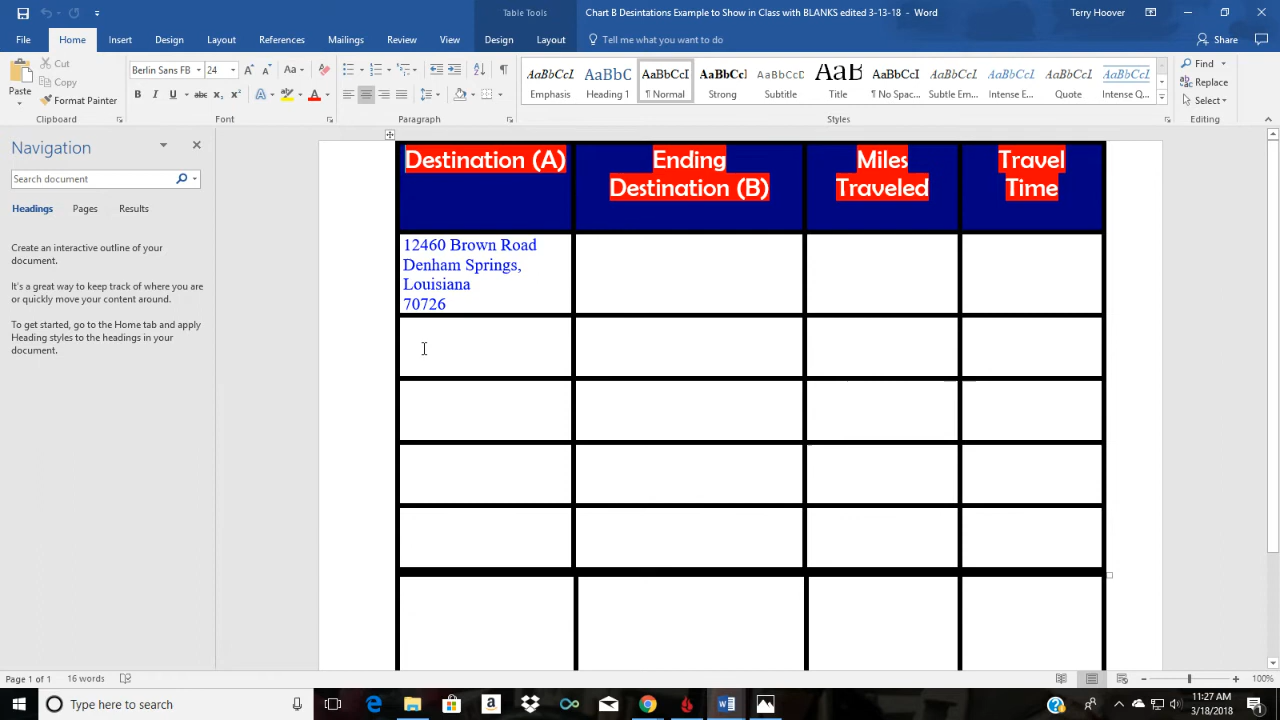 Table Tools
Chart B Desintations Example to Show in Class with BLANKS edited 3-13-18 - Word
Terry Hoover
File
Home
Insert
Design
Layout
References
Mailings
Review
View
Design
Layout
Tell me what you want to do
Share
Paste
Cut
Copy
Format Painter
Clipboard
Berlin Sans FB
24
Font
Paragraph
AaBbCcI
Emphasis
AaBbC
Heading 1
AaBbCcI
¶ Normal
AaBbCcI
Strong
AaBbCcI
Subtitle
AaB
Title
AaBbCcI
¶ No Spac...
AaBbCcI
Subtle Em...
AaBbCcI
Intense E...
AaBbCcI
Quote
AaBbCcI
Intense Q...
Styles
Find
Replace
Select
Editing
Navigation
Search document
Headings
Pages
Results
Create an interactive outline of your
document.
It's a great way to keep track of where you are
or quickly move your content around.
To get started, go to the Home tab and apply
Heading styles to the headings in your
document.
Destination (A)
Ending
Destination (B)
Miles
Traveled
Travel
Time
12460 Brown Road
Denham Springs,
Louisiana
70726
Page 1 of 1
16 words
100%
Type here to search
11:27 AM
3/18/2018